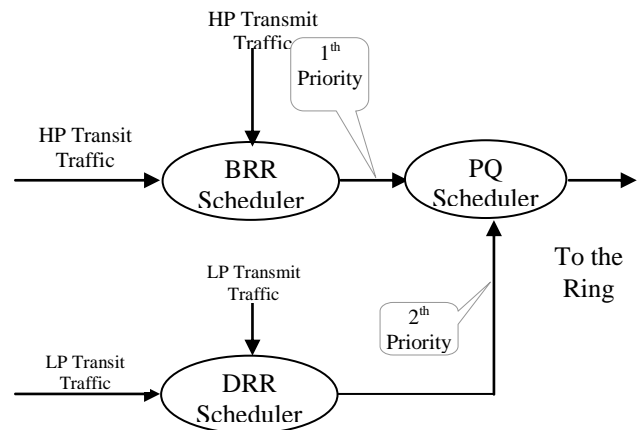 HP Transmit
Traffic
1th
Priority
HP Transit
Traffic
BRR
Scheduler
PQ
Scheduler
To the
Ring
LP Transmit
Traffic
2th
Priority
LP Transit
Traffic
DRR
Scheduler